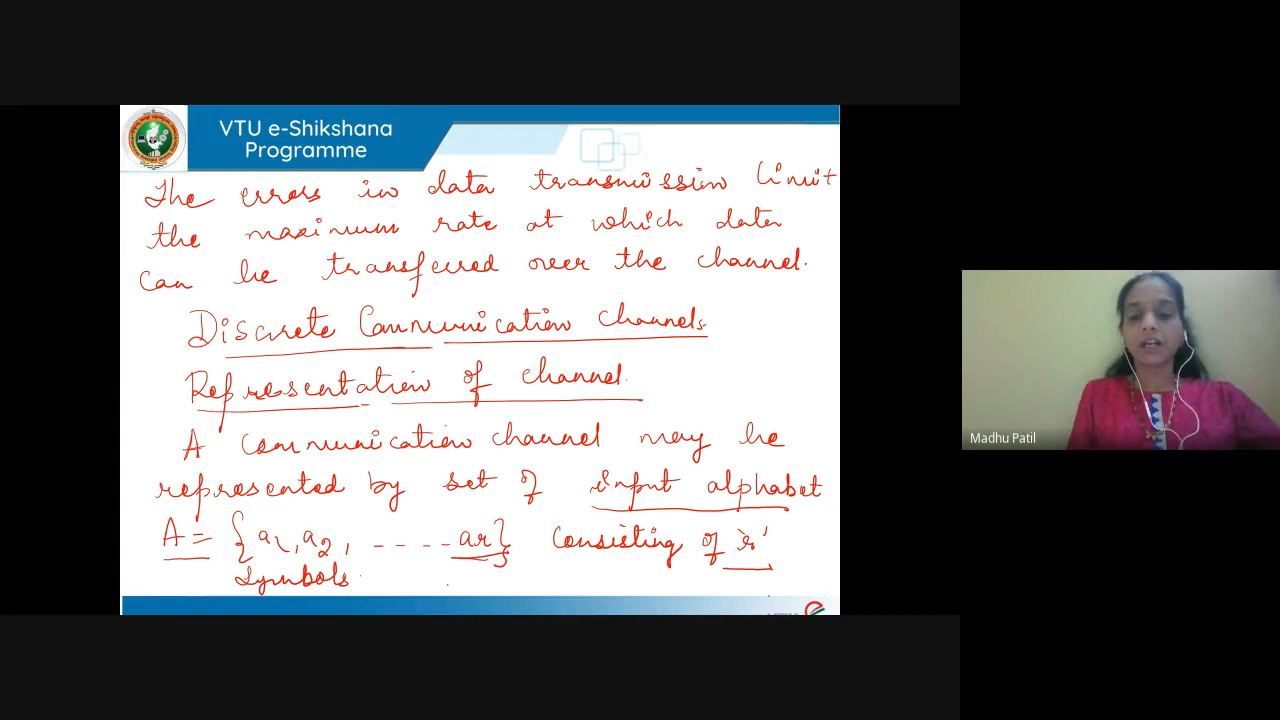 VTU e-Shikshana
Programme
The errors in data transmission limit
the maximum rate at which data
can be transferred over the channel.
Discrete Communication channels
Representation of channel.
A communication channel may be
represented by set of input alphabet
A = {a1, a2, ---- ar} consisting of 'r'
symbols
Madhu Patil